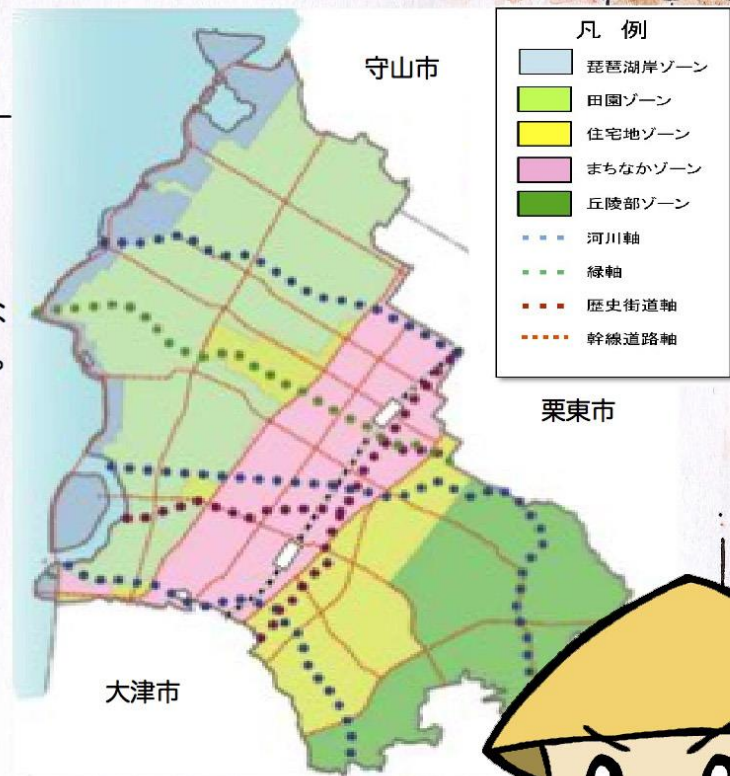 守山市
凡 例
琵琶湖岸ゾーン
田園ゾーン
住宅地ゾーン
まちなかゾーン
丘陵部ゾーン
河川軸
緑軸
歴史街道軸
幹線道路軸
栗東市
大津市